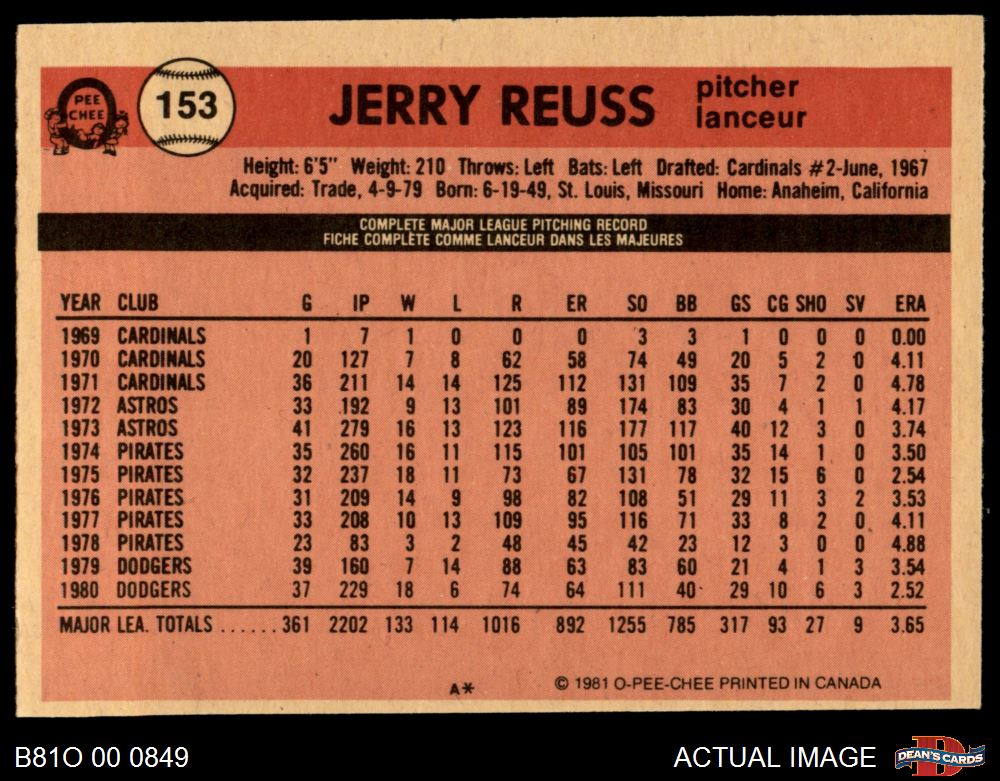 PEE
CHEE
153
JERRY REUSS
pitcher
lanceur
Height: 6'5" Weight: 210 Throws: Left Bats: Left Drafted: Cardinals #2-June, 1967
Acquired: Trade, 4-9-79 Born: 6-19-49, St. Louis, Missouri Home: Anaheim, California
COMPLETE MAJOR LEAGUE PITCHING RECORD
FICHE COMPLÈTE COMME LANCEUR DANS LES MAJEURES
YEAR CLUB G IP W L R ER SO BB GS CG SHO SV ERA
1969 CARDINALS 1 7 1 0 0 0 3 3 1 0 0 0 0.00
1970 CARDINALS 20 127 7 8 62 58 74 49 20 5 2 0 4.11
1971 CARDINALS 36 211 14 14 125 112 131 109 35 7 2 0 4.78
1972 ASTROS 33 192 9 13 101 89 174 83 30 4 1 1 4.17
1973 ASTROS 41 279 16 13 123 116 177 117 40 12 3 0 3.74
1974 PIRATES 35 260 16 11 115 101 105 101 35 14 1 0 3.50
1975 PIRATES 32 237 18 11 73 67 131 78 32 15 6 0 2.54
1976 PIRATES 31 209 14 9 98 82 108 51 29 11 3 2 3.53
1977 PIRATES 33 208 10 13 109 95 116 71 33 8 2 0 4.11
1978 PIRATES 23 83 3 2 48 45 42 23 12 3 0 0 4.88
1979 DODGERS 39 160 7 14 88 63 83 60 21 4 1 3 3.54
1980 DODGERS 37 229 18 6 74 64 111 40 29 10 6 3 2.52
MAJOR LEA. TOTALS ......361 2202 133 114 1016 892 1255 785 317 93 27 9 3.65
A*
© 1981 O-PEE-CHEE PRINTED IN CANADA
B81O 00 0849
ACTUAL IMAGE
DEAN'S CARDS